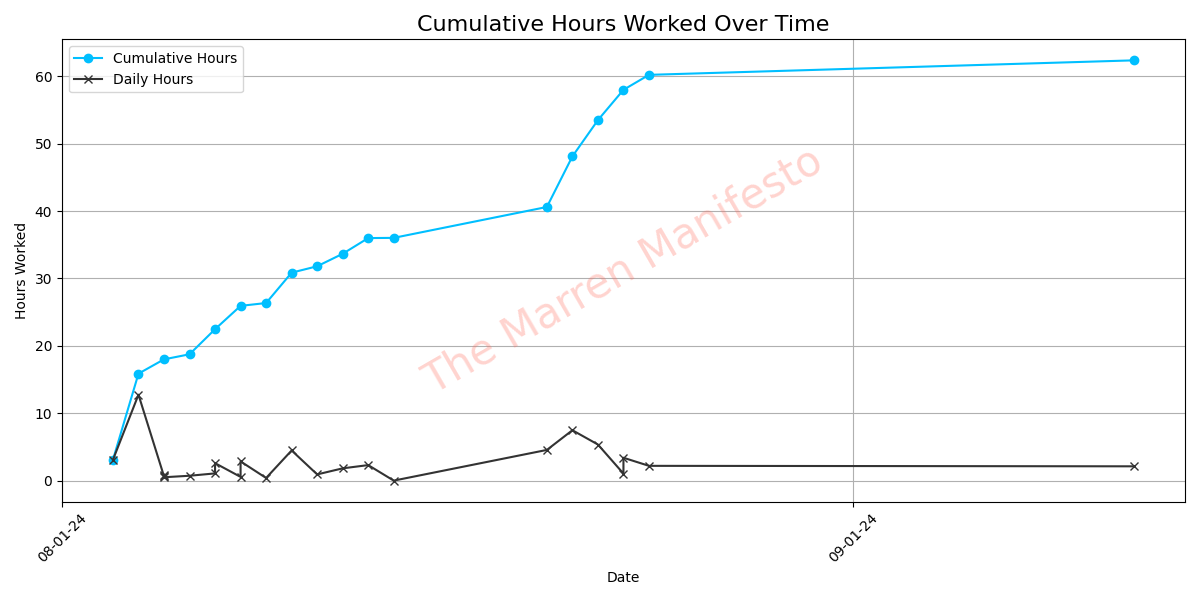 Cumulative Hours Worked Over Time
Cumulative Hours
Daily Hours
60
50
40
30
20
10
0
Hours Worked
The Marren Manifesto
08-01-24
09-01-24
Date